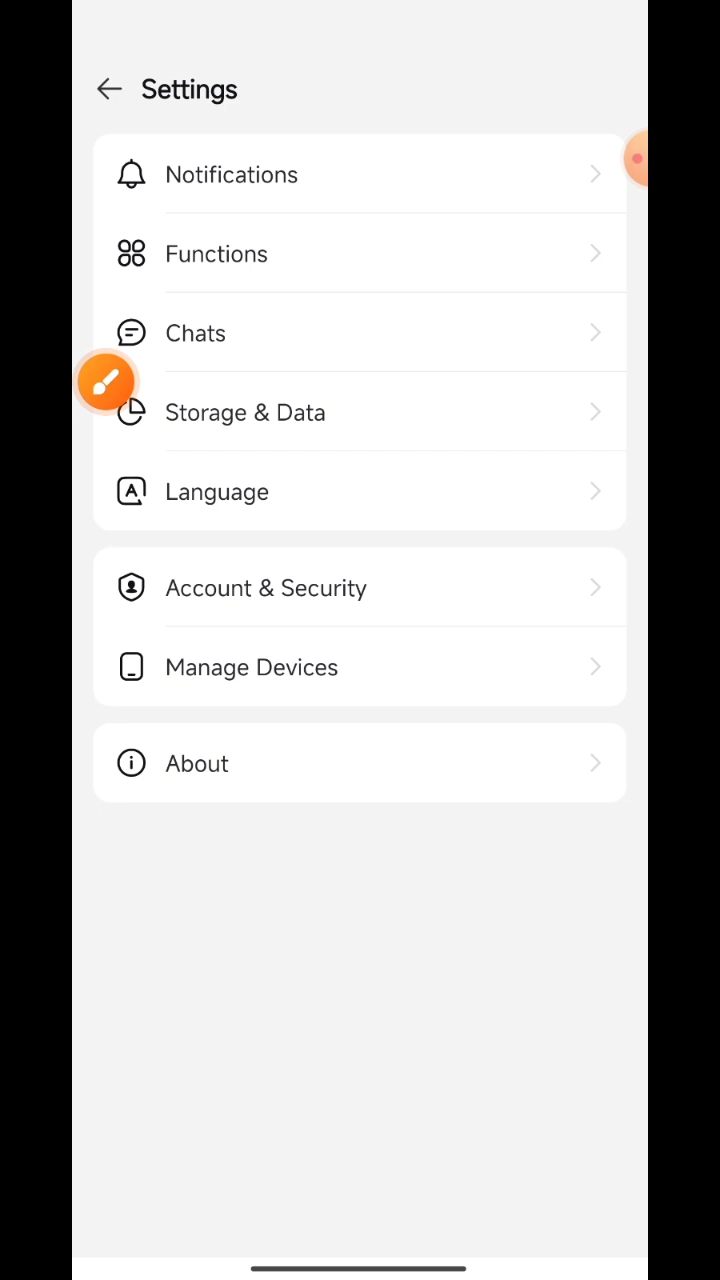 Settings
Notifications
Functions
Chats
Storage & Data
Language
Account & Security
Manage Devices
About